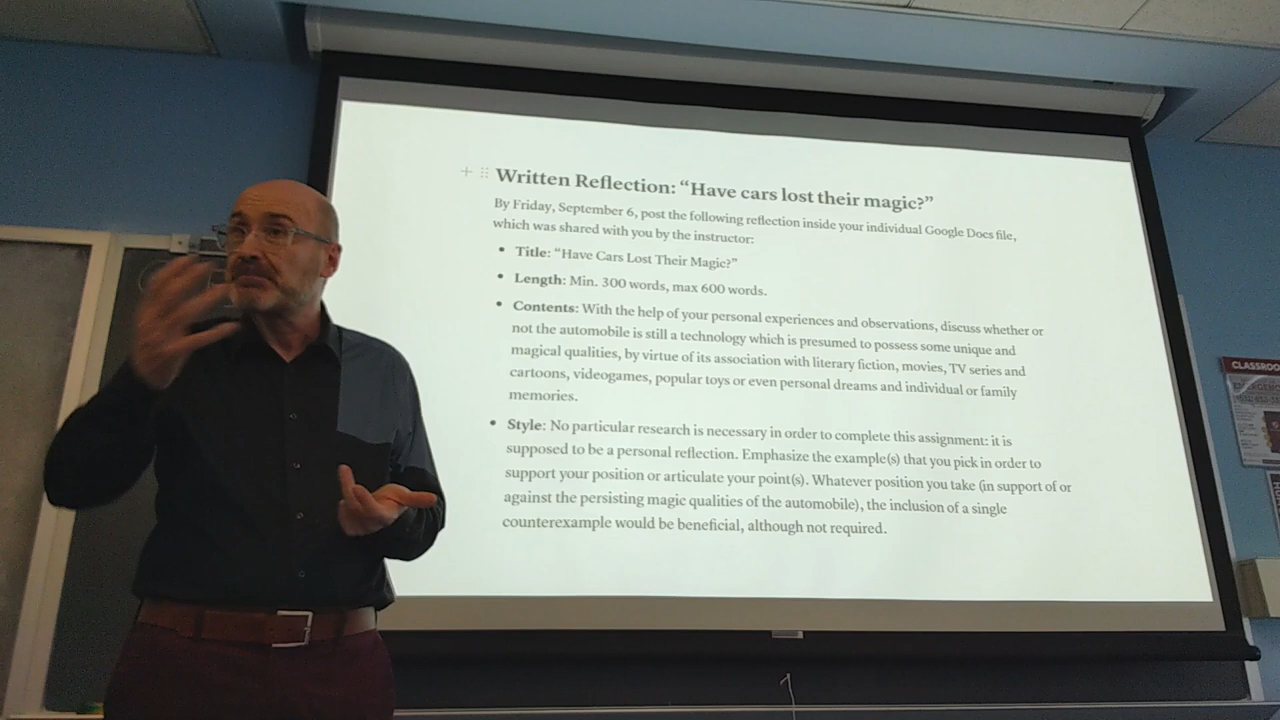 Written Reflection: “Have cars lost their magic?”
By Friday, September 6, post the following reflection inside your individual Google Docs file,
which was shared with you by the instructor:
• Title: “Have Cars Lost Their Magic?”
• Length: Min. 300 words, max 600 words.
• Contents: With the help of your personal experiences and observations, discuss whether or
not the automobile is still a technology which is presumed to possess some unique and
magical qualities, by virtue of its association with literary fiction, movies, TV series and
cartoons, videogames, popular toys or even personal dreams and individual or family
memories.
• Style: No particular research is necessary in order to complete this assignment: it is
supposed to be a personal reflection. Emphasize the example(s) that you pick in order to
support your position or articulate your point(s). Whatever position you take (in support of or
against the persisting magic qualities of the automobile), the inclusion of a single
counterexample would be beneficial, although not required.
CLASSROO